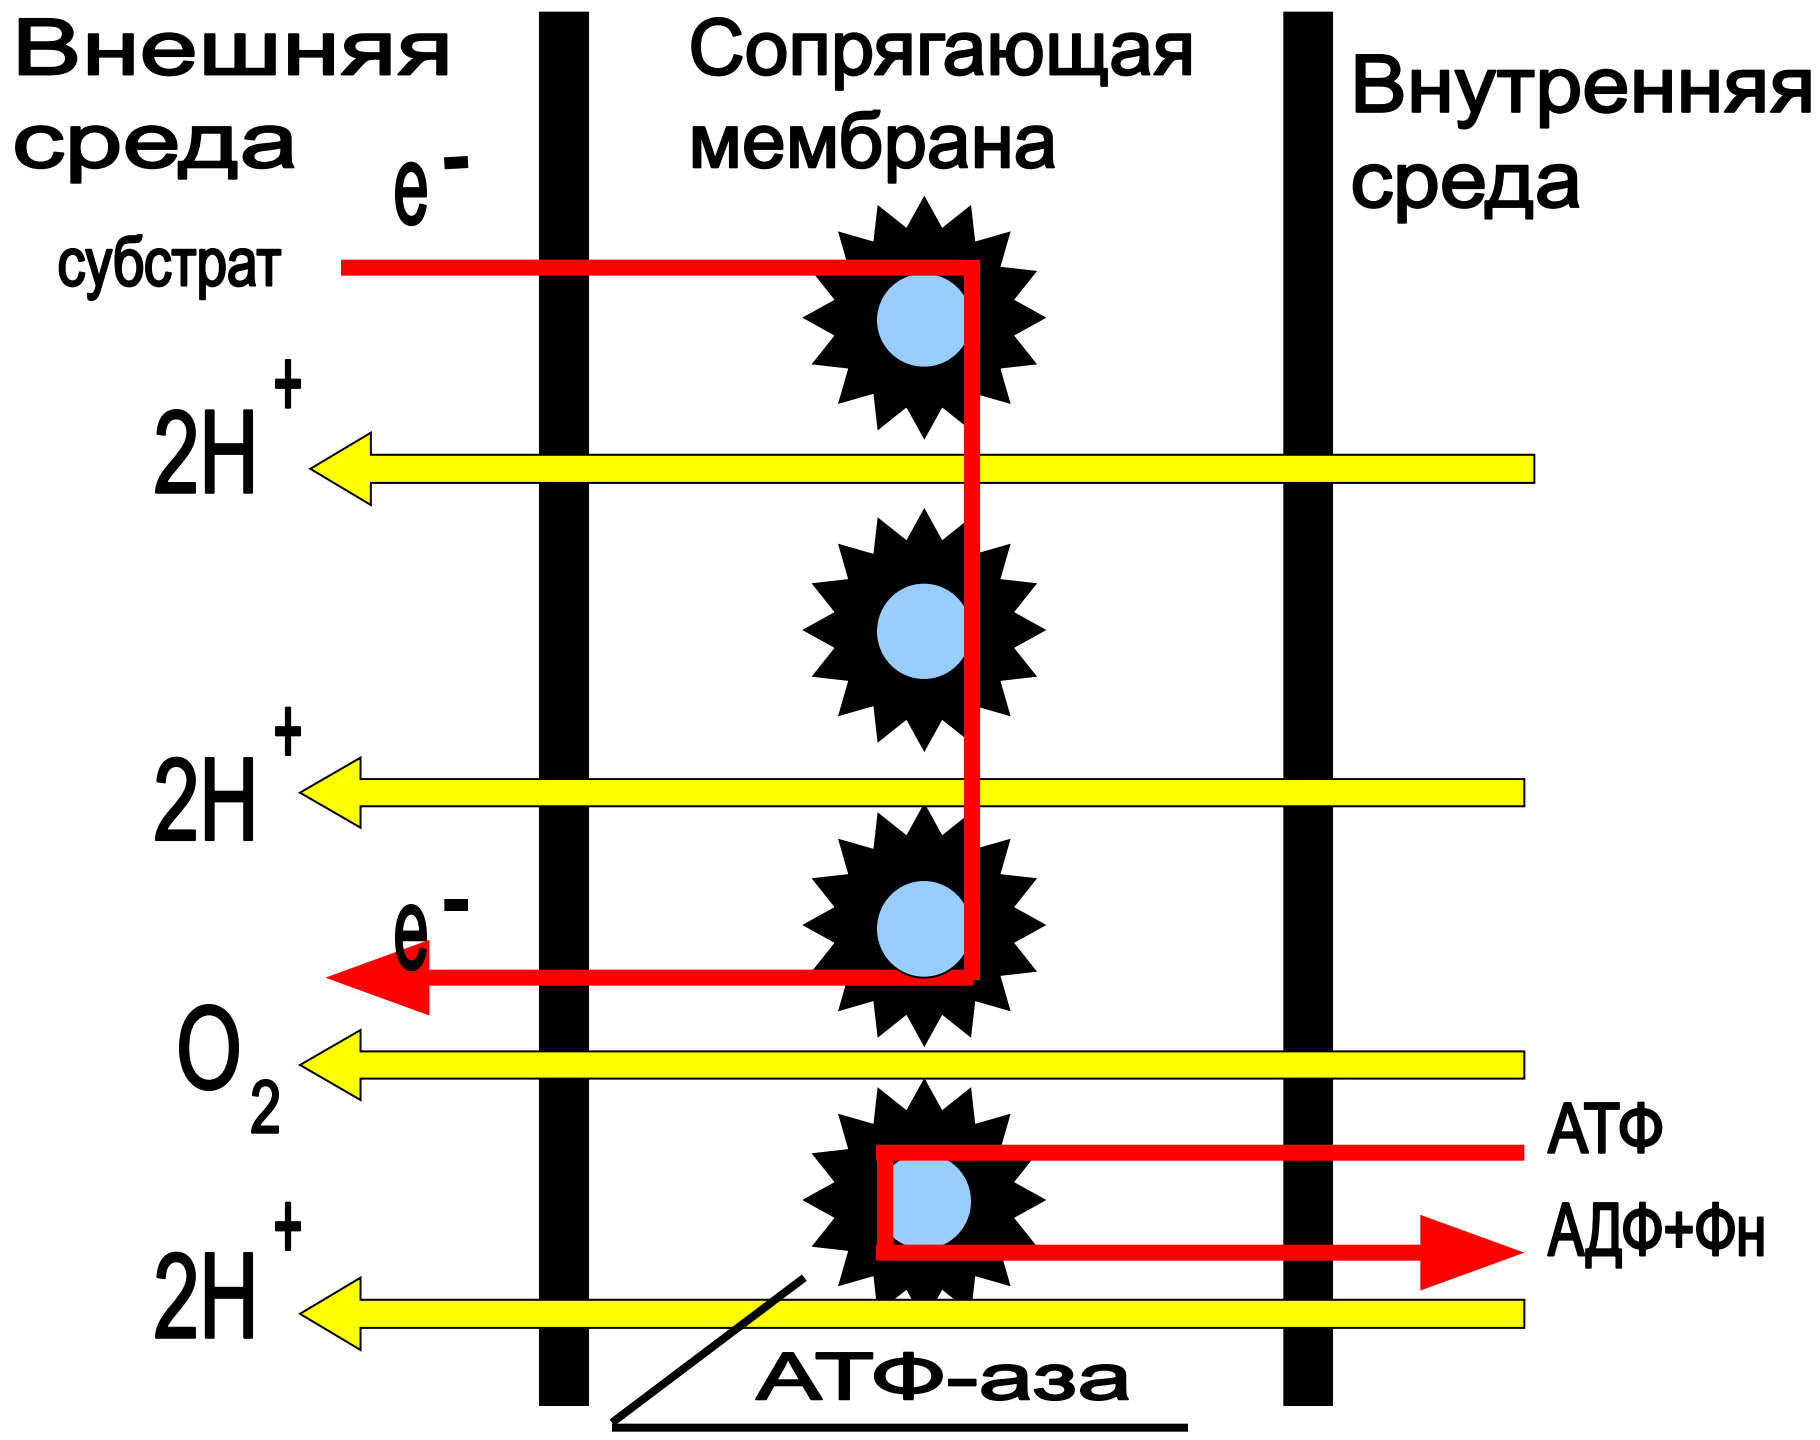 Внешняя
среда
Сопрягающая
мембрана
Внутренняя
среда
e⁻
субстрат
2H⁺
2H⁺
e⁻
O₂
2H⁺
АТФ
АДФ+Фн
АТФ-аза